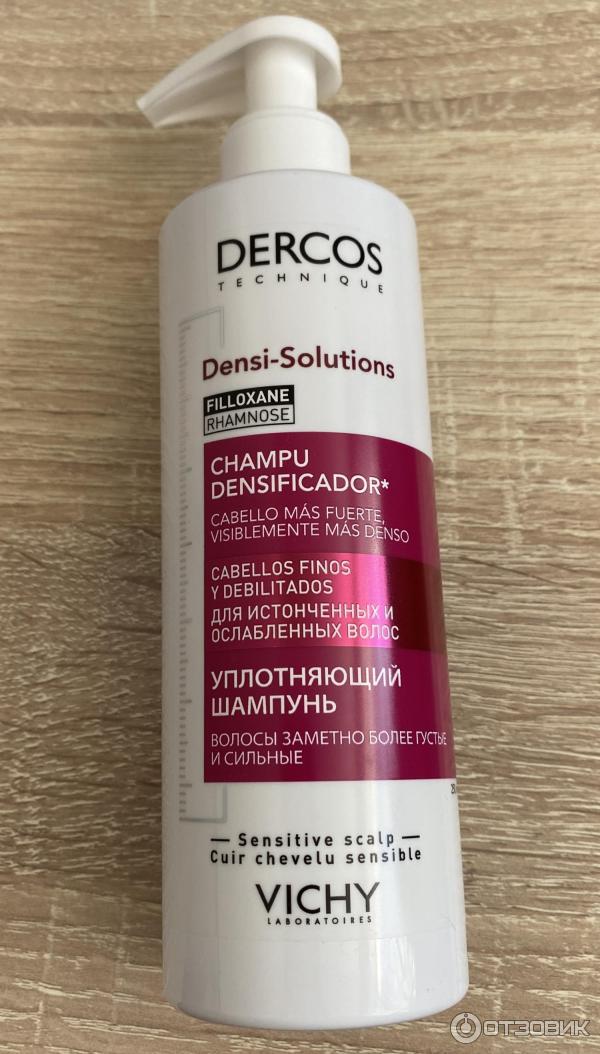 DERCOS
TECHNIQUE
Densi-Solutions
FILLOXANE
RHAMNOSE
CHAMPU
DENSIFICADOR*
CABELLO MÁS FUERTE,
VISIBLEMENTE MÁS DENSO
CABELLOS FINOS
Y DEBILITADOS
ДЛЯ ИСТОНЧЕННЫХ И
ОСЛАБЛЕННЫХ ВОЛОС
УПЛОТНЯЮЩИЙ
ШАМПУНЬ
ВОЛОСЫ ЗАМЕТНО БОЛЕЕ ГУСТЫЕ
И СИЛЬНЫЕ
Sensitive scalp
Cuir chevelu sensible
VICHY
LABORATOIRES
ОТЗОВИК